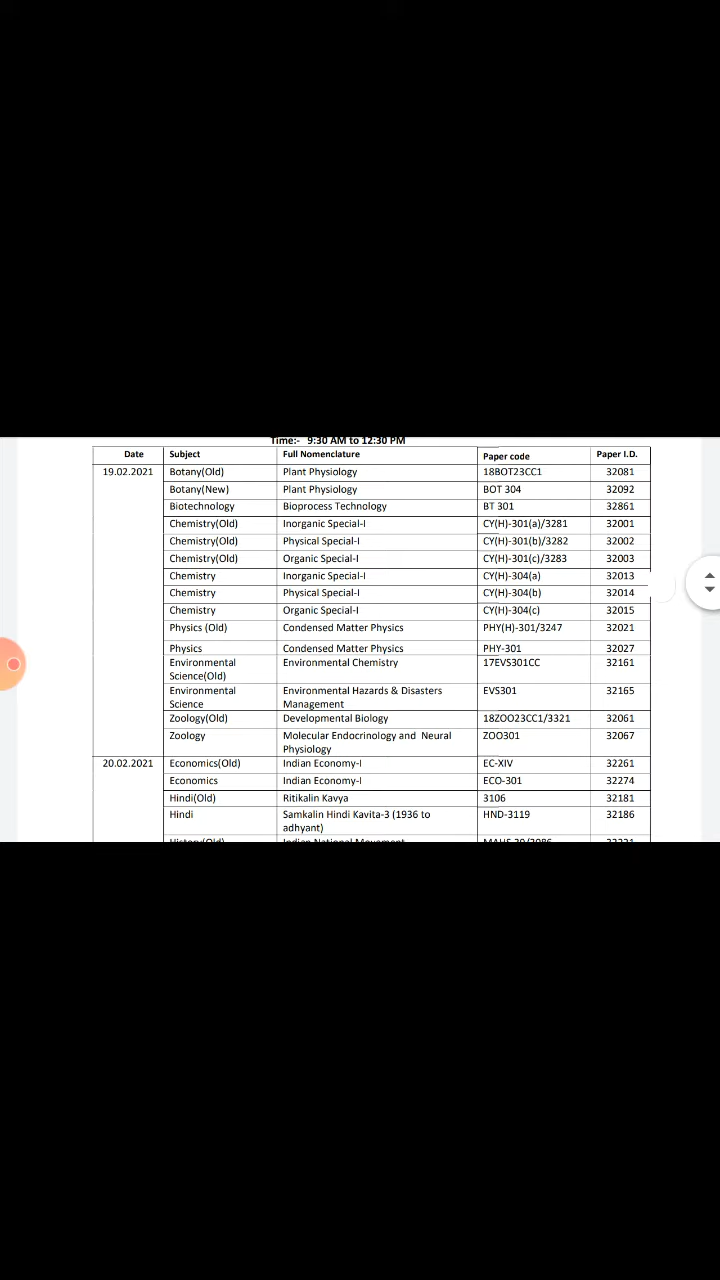 Time:- 9:30 AM to 12:30 PM
Date Subject Full Nomenclature Paper code Paper I.D.
19.02.2021 Botany(Old) Plant Physiology 18BOT23CC1 32081
Botany(New) Plant Physiology BOT 304 32092
Biotechnology Bioprocess Technology BT 301 32861
Chemistry(Old) Inorganic Special-I CY(H)-301(a)/3281 32001
Chemistry(Old) Physical Special-I CY(H)-301(b)/3282 32002
Chemistry(Old) Organic Special-I CY(H)-301(c)/3283 32003
Chemistry Inorganic Special-I CY(H)-304(a) 32013
Chemistry Physical Special-I CY(H)-304(b) 32014
Chemistry Organic Special-I CY(H)-304(c) 32015
Physics (Old) Condensed Matter Physics PHY(H)-301/3247 32021
Physics Condensed Matter Physics PHY-301 32027
Environmental Environmental Chemistry 17EVS301CC 32161
Science(Old)
Environmental Environmental Hazards & Disasters EVS301 32165
Science Management
Zoology(Old) Developmental Biology 18ZOO23CC1/3321 32061
Zoology Molecular Endocrinology and Neural ZOO301 32067
Physiology
20.02.2021 Economics(Old) Indian Economy-I EC-XIV 32261
Economics Indian Economy-I ECO-301 32274
Hindi(Old) Ritikalin Kavya 3106 32181
Hindi Samkalin Hindi Kavita-3 (1936 to HND-3119 32186
adhyant)
History(Old) Indian National Movement